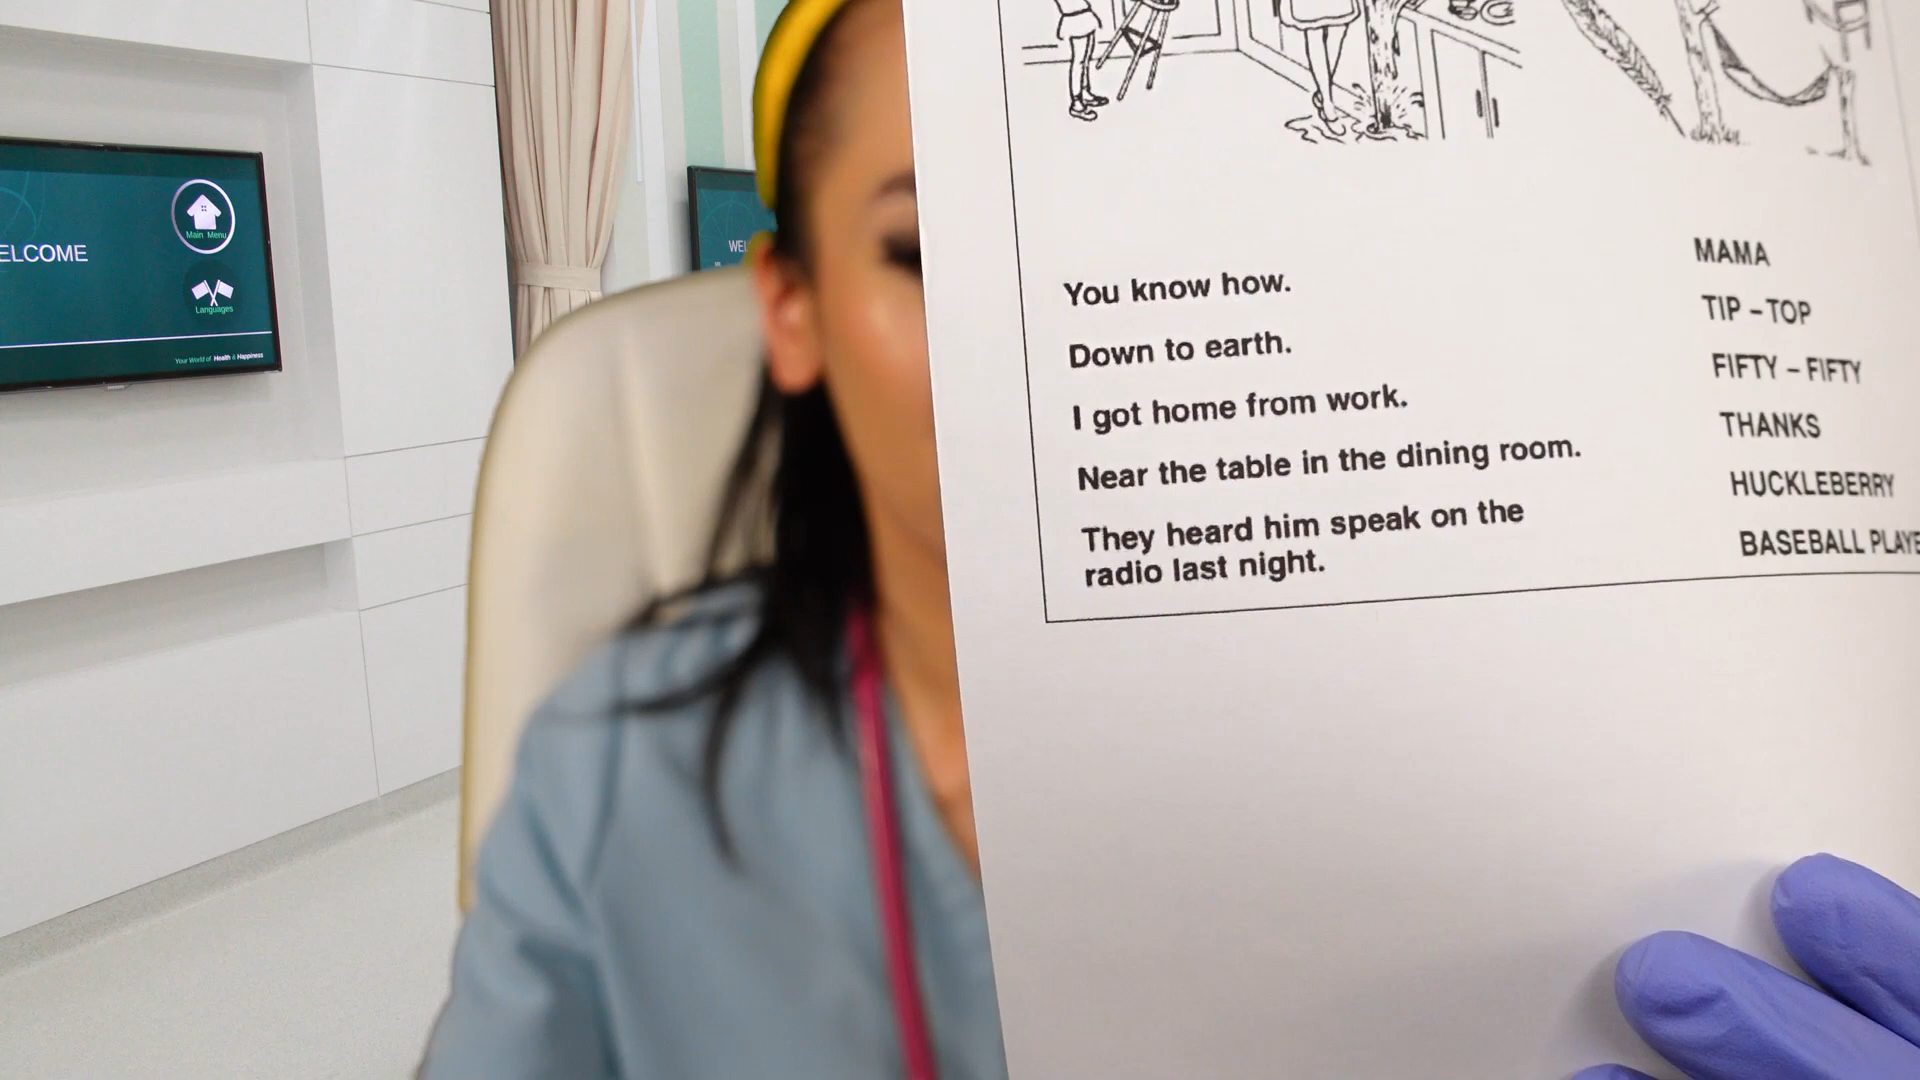 ELCOME
Main Menu
Languages
Your World of Health & Happiness
WEL
You know how.
Down to earth.
I got home from work.
Near the table in the dining room.
They heard him speak on the
radio last night.
MAMA
TIP – TOP
FIFTY – FIFTY
THANKS
HUCKLEBERRY
BASEBALL PLAYE